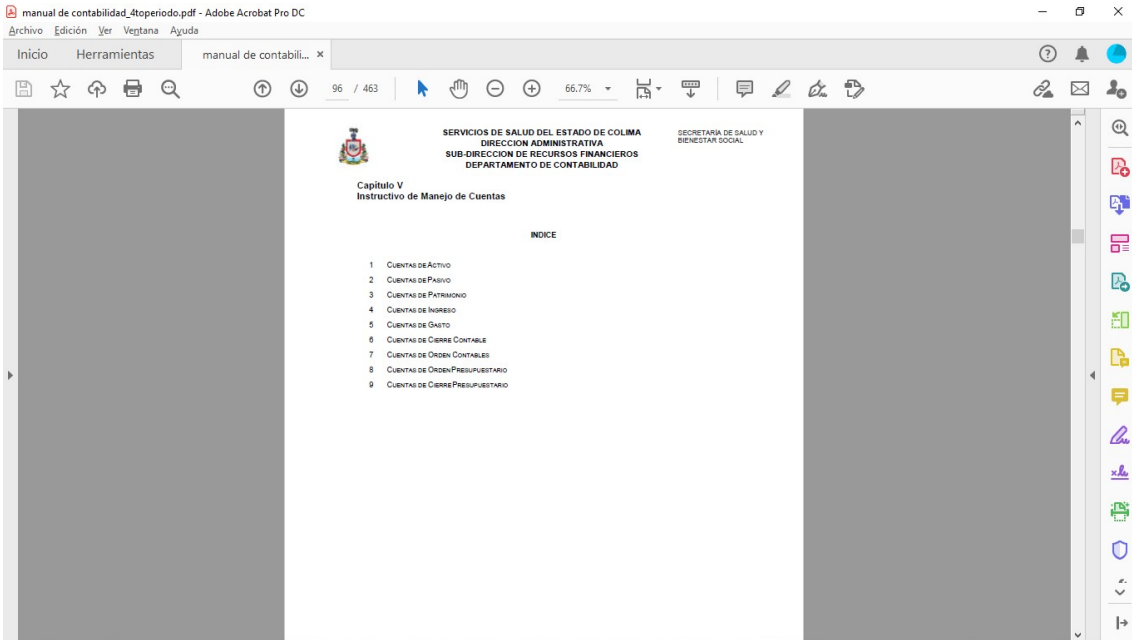 manual de contabilidad_4toperiodo.pdf - Adobe Acrobat Pro DC
Archivo Edición Ver Ventana Ayuda
Inicio Herramientas manual de contabili... ×
96 / 463 66.7%
SERVICIOS DE SALUD DEL ESTADO DE COLIMA
DIRECCION ADMINISTRATIVA
SUB-DIRECCION DE RECURSOS FINANCIEROS
DEPARTAMENTO DE CONTABILIDAD
SECRETARÍA DE SALUD Y
BIENESTAR SOCIAL
Capítulo V
Instructivo de Manejo de Cuentas
INDICE
1 CUENTAS DE ACTIVO
2 CUENTAS DE PASIVO
3 CUENTAS DE PATRIMONIO
4 CUENTAS DE INGRESO
5 CUENTAS DE GASTO
6 CUENTAS DE CIERRE CONTABLE
7 CUENTAS DE ORDEN CONTABLES
8 CUENTAS DE ORDEN PRESUPUESTARIO
9 CUENTAS DE CIERRE PRESUPUESTARIO